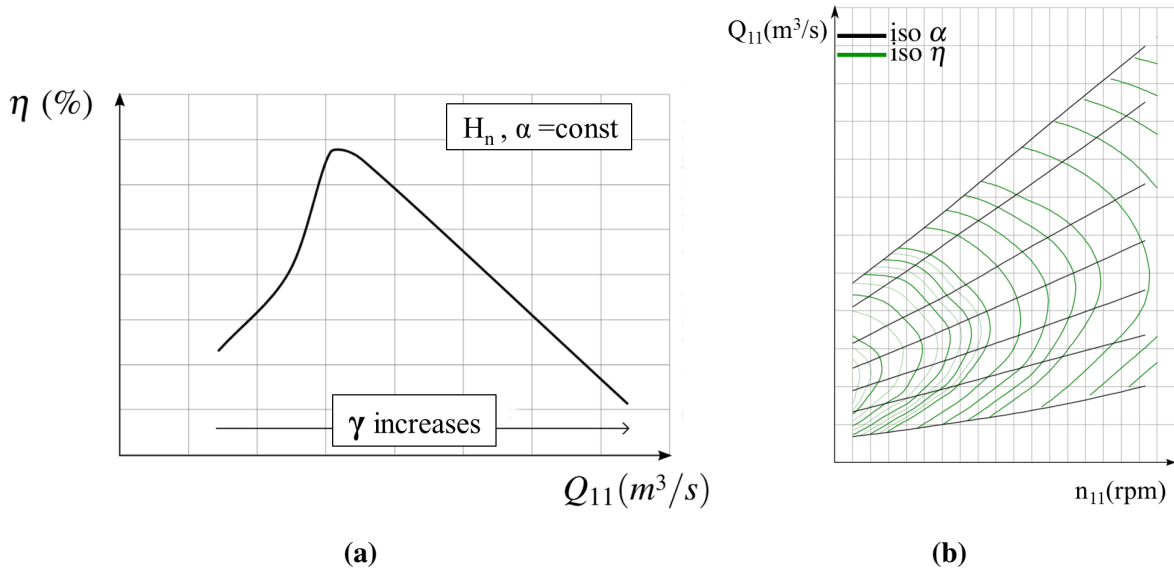 η (%)
Hₙ , α =const
γ increases
Q₁₁(m³/s)
(a)
Q₁₁(m³/s)
iso α
iso η
n₁₁(rpm)
(b)